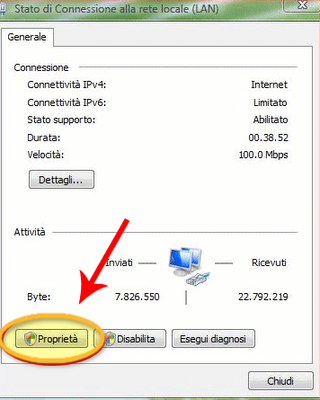 Stato di Connessione alla rete locale (LAN)
Generale
Connessione
Connettività IPv4: Internet
Connettività IPv6: Limitato
Stato supporto: Abilitato
Durata: 00.38.52
Velocità: 100.0 Mbps
Dettagli...
Attività
Inviati Ricevuti
Byte: 7.826.550 22.792.219
Proprietà Disabilita Esegui diagnosi
Chiudi